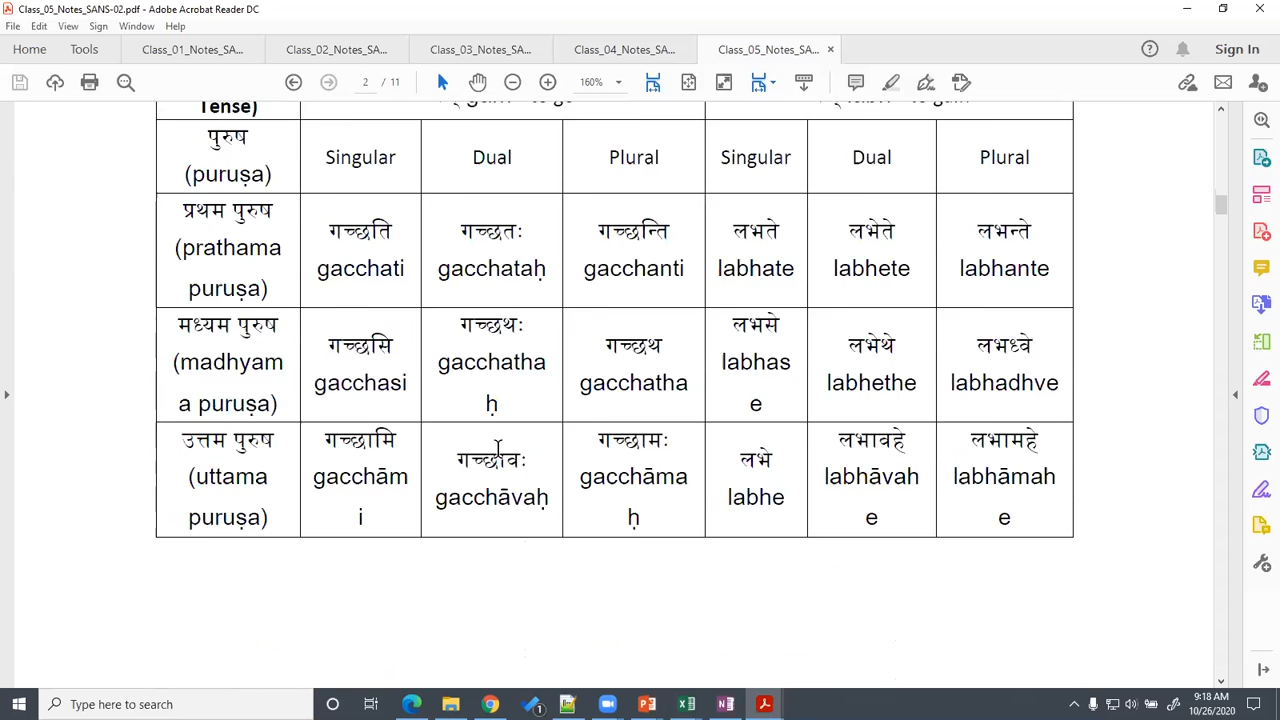 Class_05_Notes_SANS-02.pdf - Adobe Acrobat Reader DC
File Edit View Sign Window Help
Home Tools Class_01_Notes_SA... Class_02_Notes_SA... Class_03_Notes_SA... Class_04_Notes_SA... Class_05_Notes_SA... × Sign In
2 / 11 160%
Tense)
पुरुष
(puruṣa)
Singular Dual Plural Singular Dual Plural
प्रथम पुरुष
(prathama
puruṣa)
गच्छति
gacchati
गच्छतः
gacchataḥ
गच्छन्ति
gacchanti
लभते
labhate
लभेते
labhete
लभन्ते
labhante
मध्यम पुरुष
(madhyam
a puruṣa)
गच्छसि
gacchasi
गच्छथः
gacchatha
ḥ
गच्छथ
gacchatha
लभसे
labhas
e
लभेथे
labhethe
लभध्वे
labhadhve
उत्तम पुरुष
(uttama
puruṣa)
गच्छामि
gacchām
i
गच्छावः
gacchāvaḥ
गच्छामः
gacchāma
ḥ
लभे
labhe
लभावहे
labhāvah
e
लभामहे
labhāmah
e
Type here to search
9:18 AM
10/26/2020